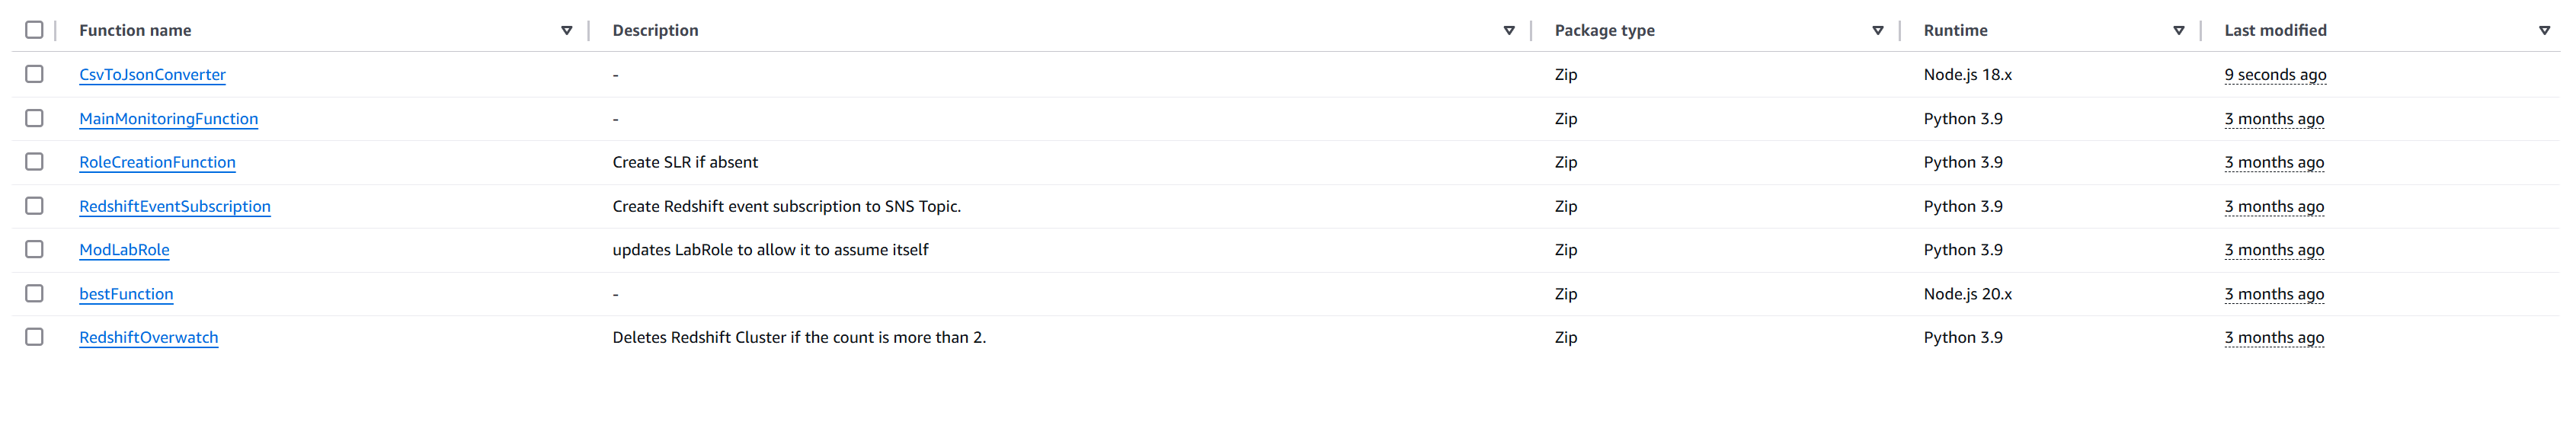 Function name Description Package type Runtime Last modified
CsvToJsonConverter - Zip Node.js 18.x 9 seconds ago
MainMonitoringFunction - Zip Python 3.9 3 months ago
RoleCreationFunction Create SLR if absent Zip Python 3.9 3 months ago
RedshiftEventSubscription Create Redshift event subscription to SNS Topic. Zip Python 3.9 3 months ago
ModLabRole updates LabRole to allow it to assume itself Zip Python 3.9 3 months ago
bestFunction - Zip Node.js 20.x 3 months ago
RedshiftOverwatch Deletes Redshift Cluster if the count is more than 2. Zip Python 3.9 3 months ago